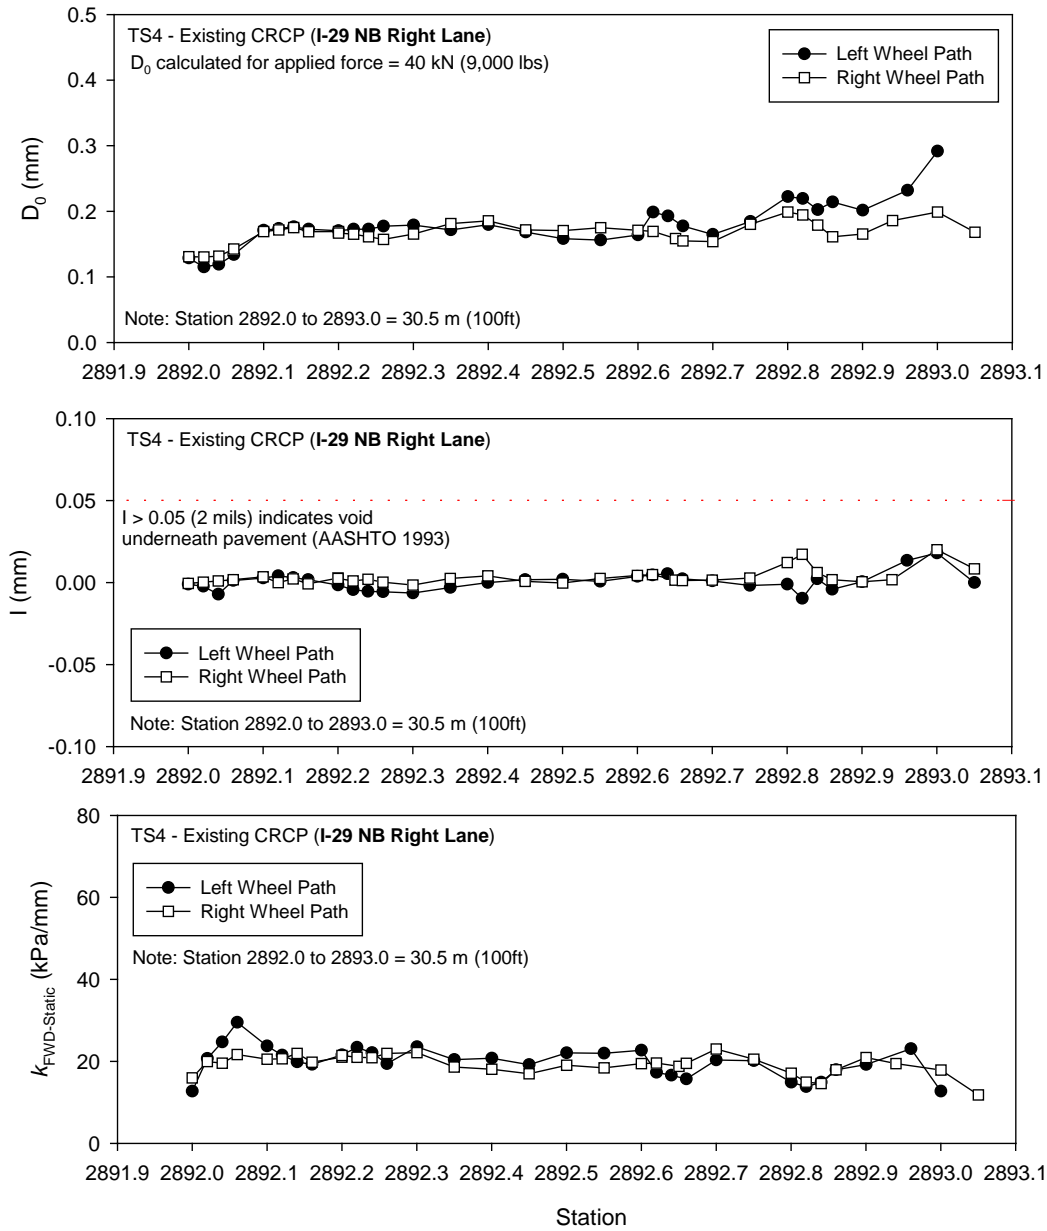 0.5
TS4 - Existing CRCP (I-29 NB Right Lane)
D0 calculated for applied force = 40 kN (9,000 lbs)
Left Wheel Path
Right Wheel Path
0.4
0.3
D0 (mm)
0.2
0.1
Note: Station 2892.0 to 2893.0 = 30.5 m (100ft)
0.0
2891.9 2892.0 2892.1 2892.2 2892.3 2892.4 2892.5 2892.6 2892.7 2892.8 2892.9 2893.0 2893.1
0.10
TS4 - Existing CRCP (I-29 NB Right Lane)
0.05
I > 0.05 (2 mils) indicates void
underneath pavement (AASHTO 1993)
I (mm)
0.00
Left Wheel Path
Right Wheel Path
-0.05
Note: Station 2892.0 to 2893.0 = 30.5 m (100ft)
-0.10
2891.9 2892.0 2892.1 2892.2 2892.3 2892.4 2892.5 2892.6 2892.7 2892.8 2892.9 2893.0 2893.1
80
TS4 - Existing CRCP (I-29 NB Right Lane)
Left Wheel Path
Right Wheel Path
60
Note: Station 2892.0 to 2893.0 = 30.5 m (100ft)
kFWD-Static (kPa/mm)
40
20
0
2891.9 2892.0 2892.1 2892.2 2892.3 2892.4 2892.5 2892.6 2892.7 2892.8 2892.9 2893.0 2893.1
Station